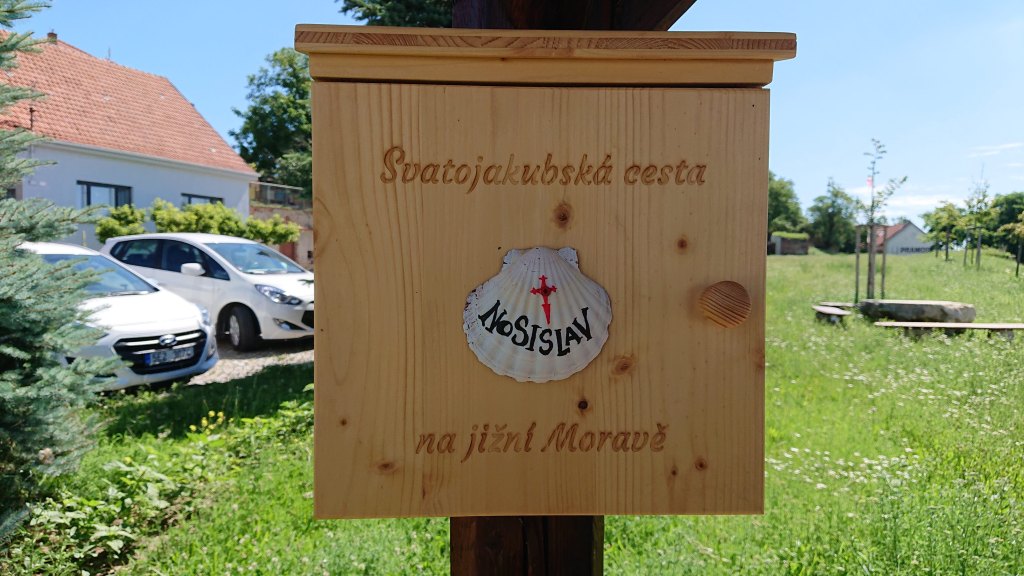 Svatojakubská cesta
NOSISLAV
na jižní Moravě